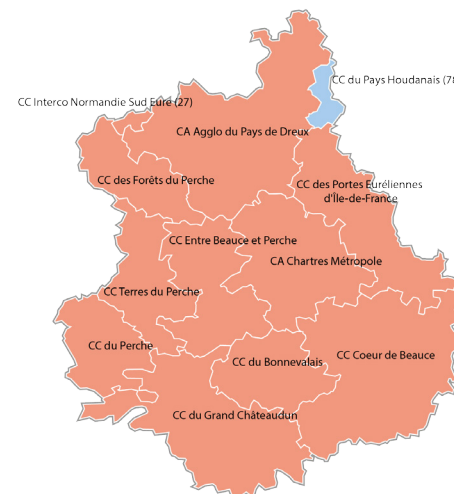 CC du Pays Houdanais (78
CC Interco Normandie Sud Eure (27)
CA Agglo du Pays de Dreux
CC des Forêts du Perche
CC des Portes Euréliennes
d'Île-de-France
CC Entre Beauce et Perche
CA Chartres Métropole
CC Terres du Perche
CC du Perche
CC Coeur de Beauce
CC du Bonnevalais
CC du Grand Châteaudun